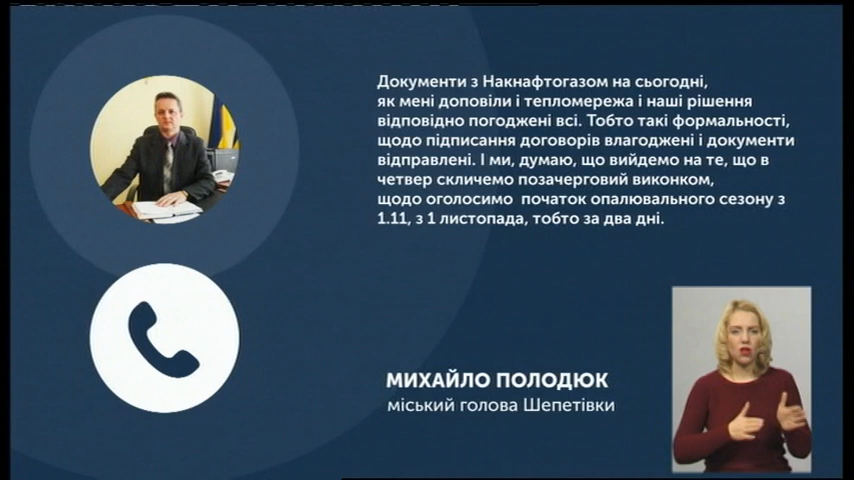 Документи з Накнафтогазом на сьогодні,
як мені доповіли і тепломережа і наші рішення
відповідно погоджені всі. Тобто такі формальності,
щодо підписання договорів влагоджені і документи
відправлені. І ми, думаю, що вийдемо на те, що в
четвер скличемо позачерговий виконком,
щодо оголосимо початок опалювального сезону з
1.11, з 1 листопада, тобто за два дні.
МИХАЙЛО ПОЛОДЮК
міський голова Шепетівки